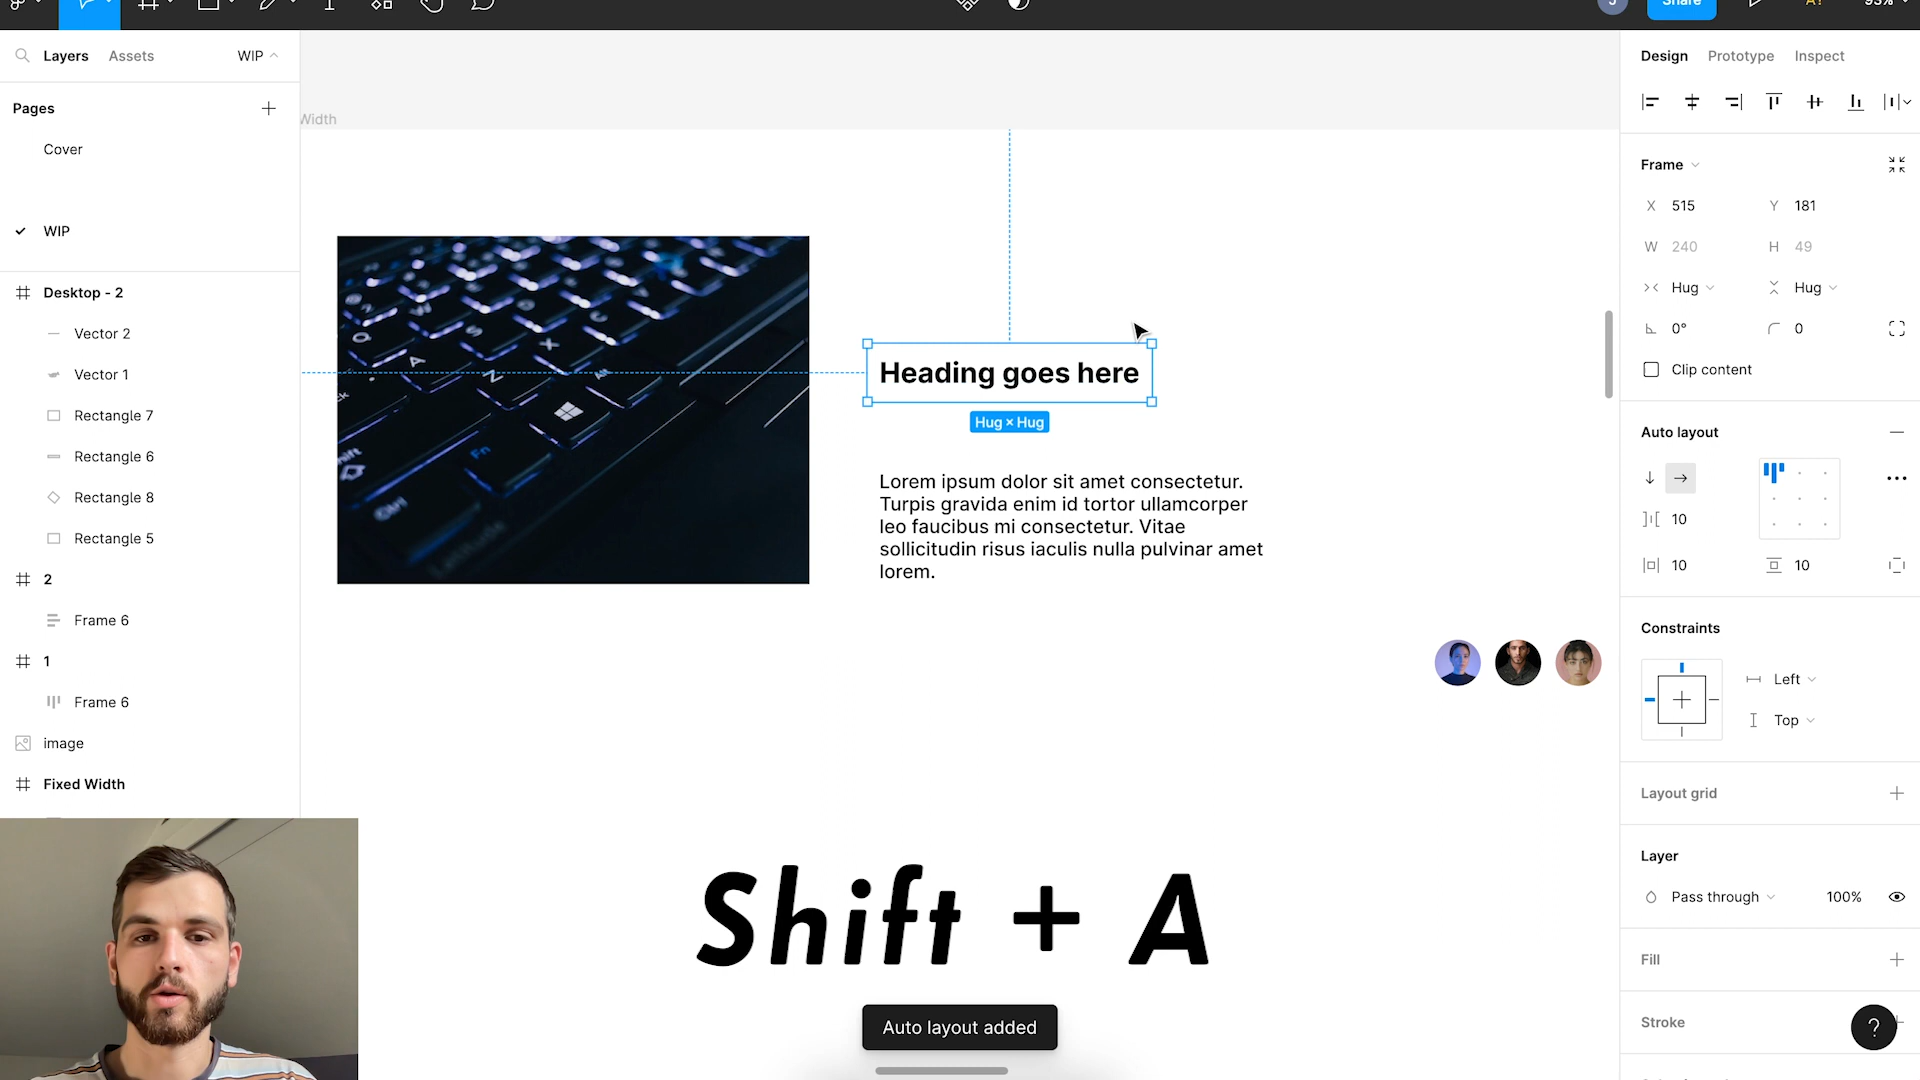 Share
93%
Layers
Assets
WIP
Pages
Cover
WIP
Desktop - 2
Vector 2
Vector 1
Rectangle 7
Rectangle 6
Rectangle 8
Rectangle 5
2
Frame 6
1
Frame 6
image
Fixed Width
Width
Heading goes here
Hug × Hug
Lorem ipsum dolor sit amet consectetur.
Turpis gravida enim id tortor ullamcorper
leo faucibus mi consectetur. Vitae
sollicitudin risus iaculis nulla pulvinar amet
lorem.
Shift + A
Auto layout added
Design
Prototype
Inspect
Frame
X 515
Y 181
W 240
H 49
Hug
Hug
0°
0
Clip content
Auto layout
10
10
10
Constraints
Left
Top
Layout grid
Layer
Pass through
100%
Fill
Stroke
?